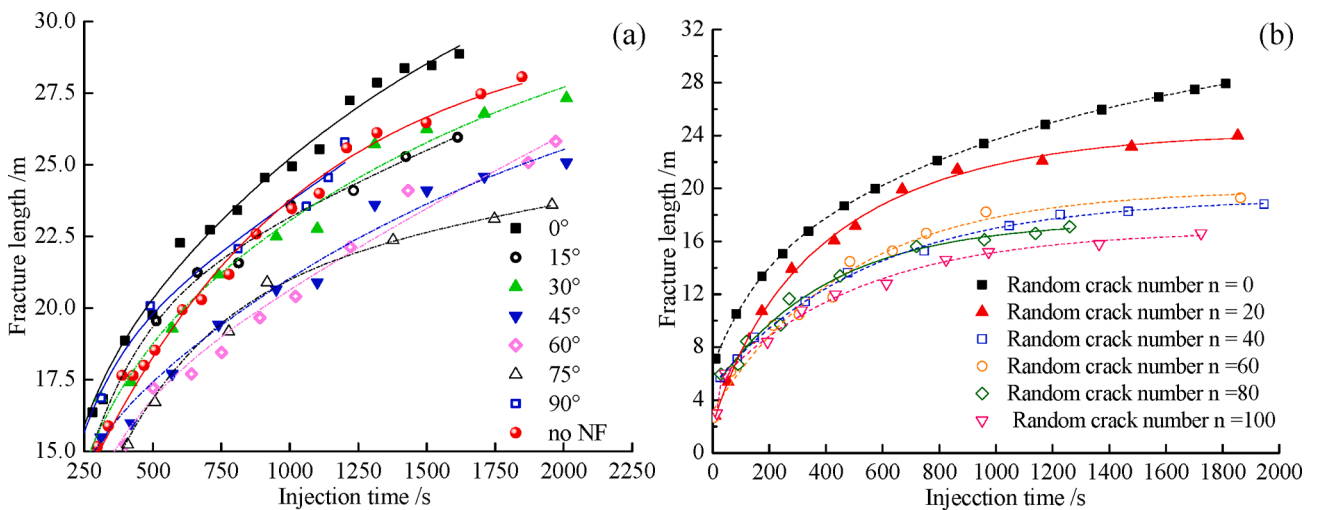 (a)
Fracture length /m
30.0
27.5
25.0
22.5
20.0
17.5
15.0
0°
15°
30°
45°
60°
75°
90°
no NF
250 500 750 1000 1250 1500 1750 2000 2250
Injection time /s
(b)
Fracture length /m
32
28
24
20
16
12
8
4
0
Random crack number n = 0
Random crack number n = 20
Random crack number n = 40
Random crack number n =60
Random crack number n =80
Random crack number n =100
0 200 400 600 800 1000 1200 1400 1600 1800 2000
Injecction time /s